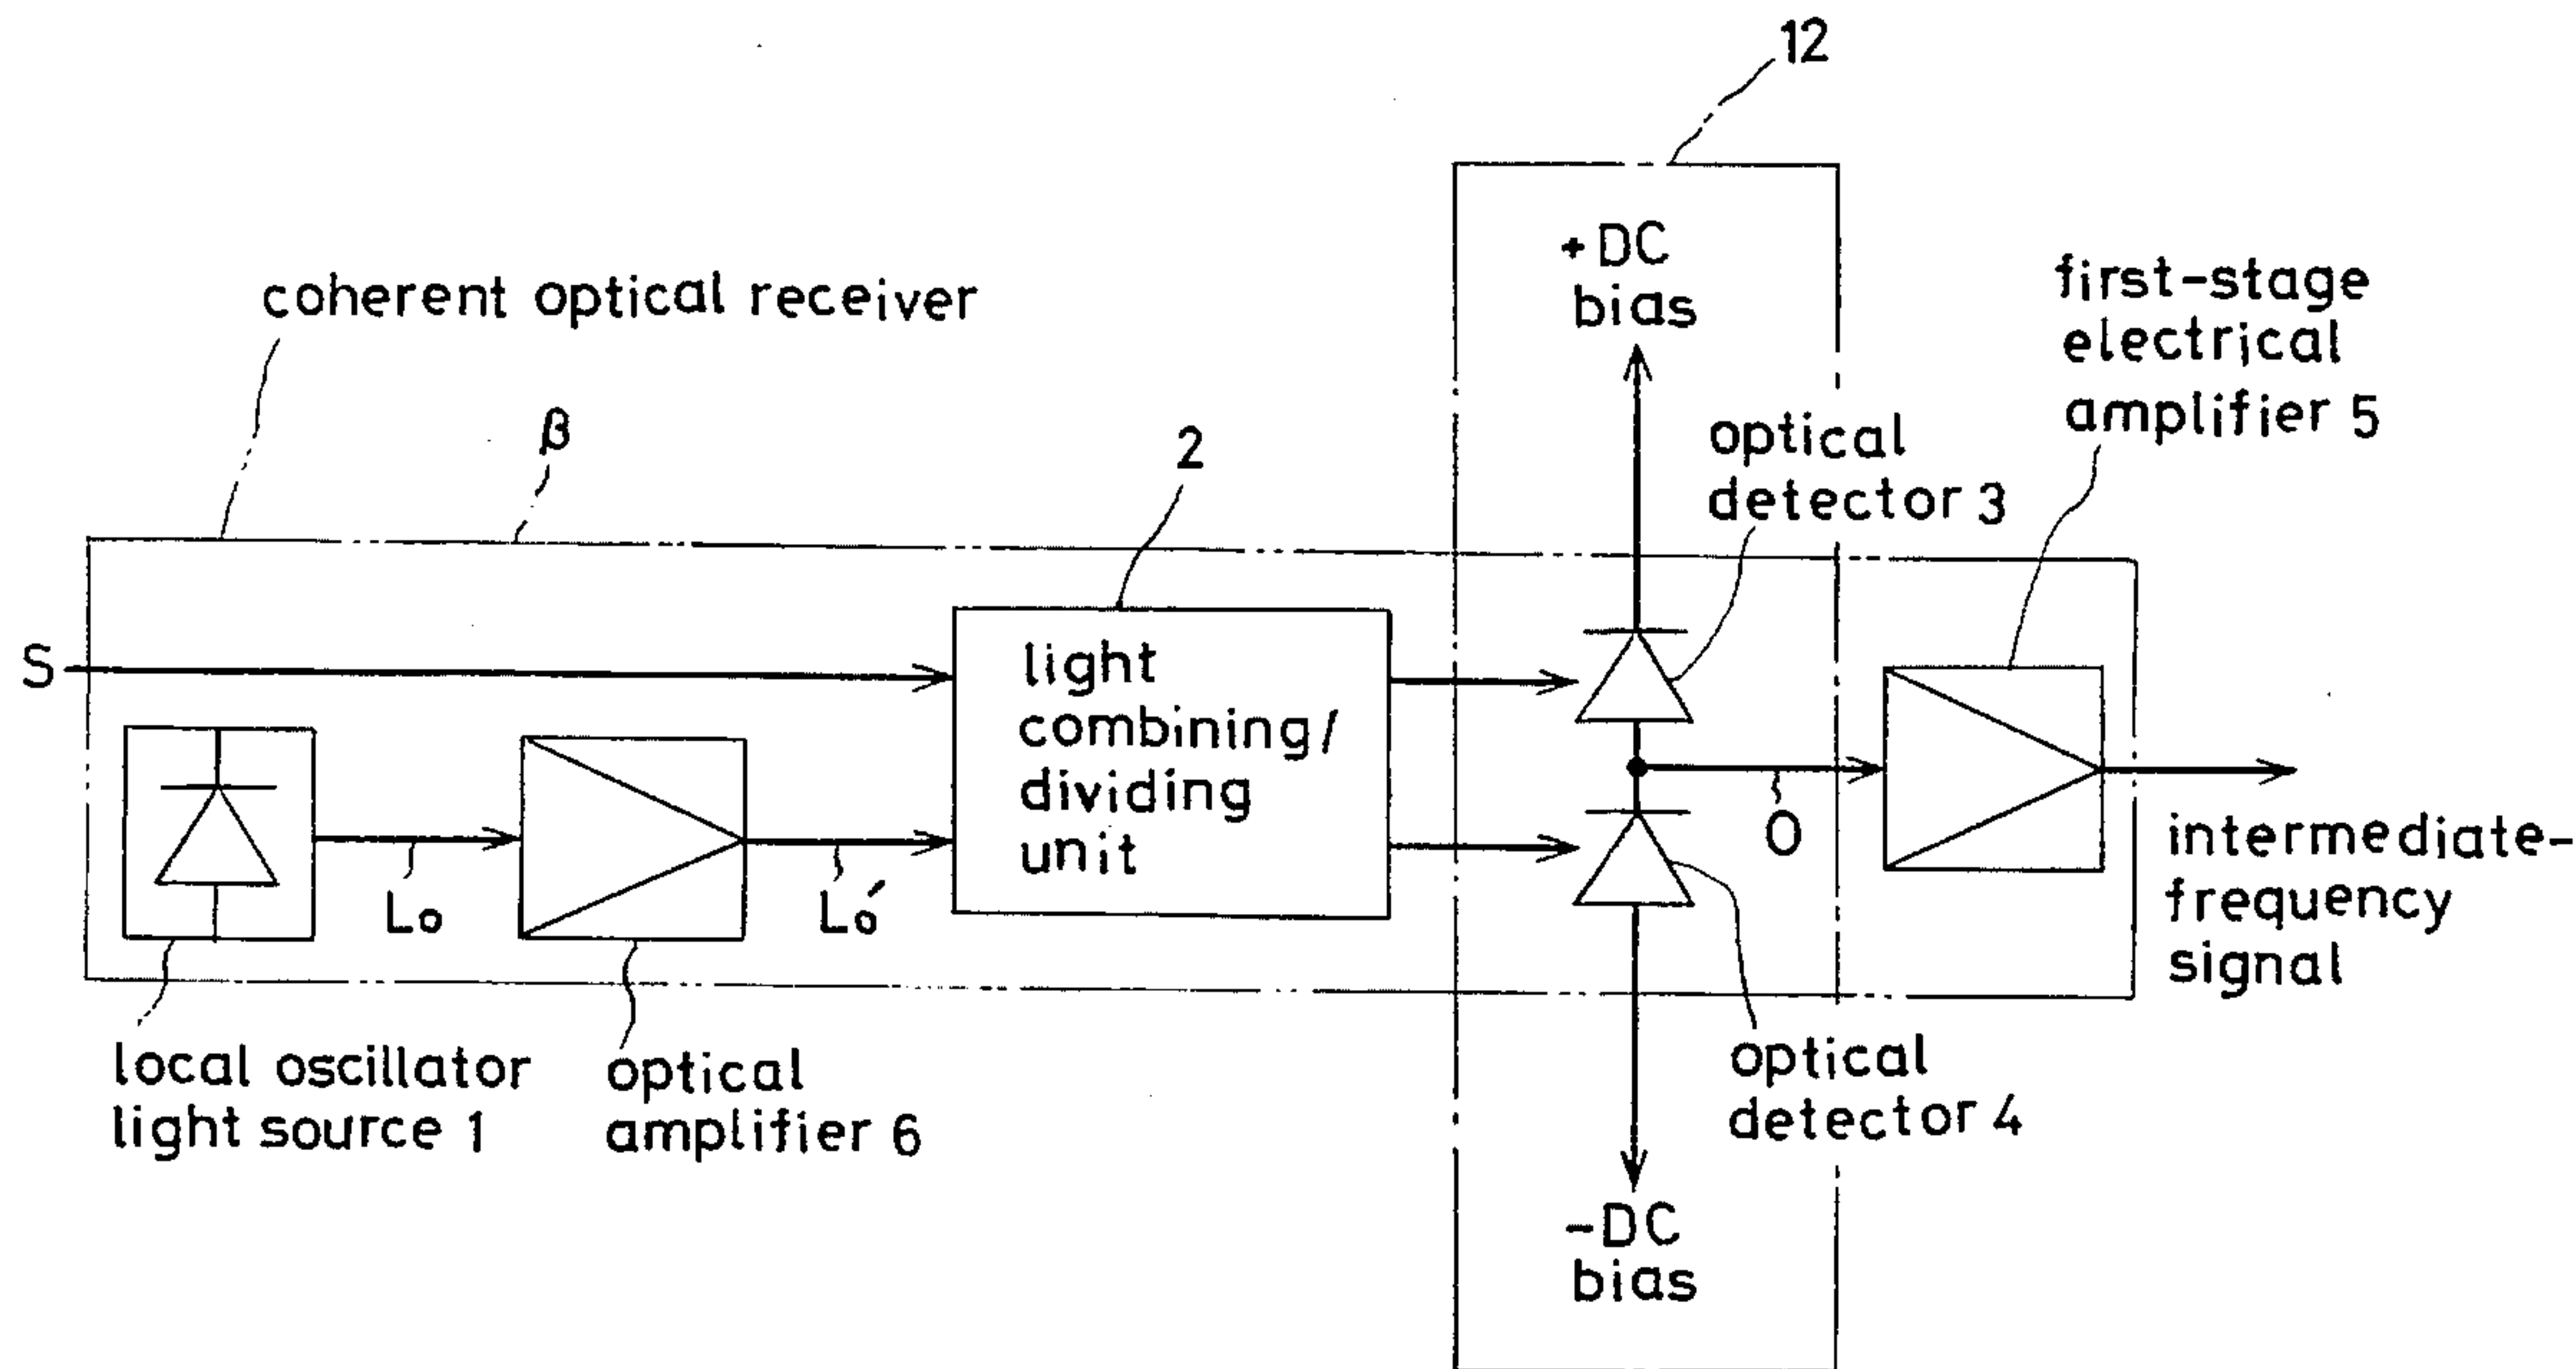 12
+DC
bias
first-stage
electrical
amplifier 5
coherent optical receiver
β
2
optical
detector 3
S
light
combining/
dividing
unit
Lo
Lo´
O
intermediate-
frequency
signal
local oscillator
light source 1
optical
amplifier 6
optical
detector 4
-DC
bias